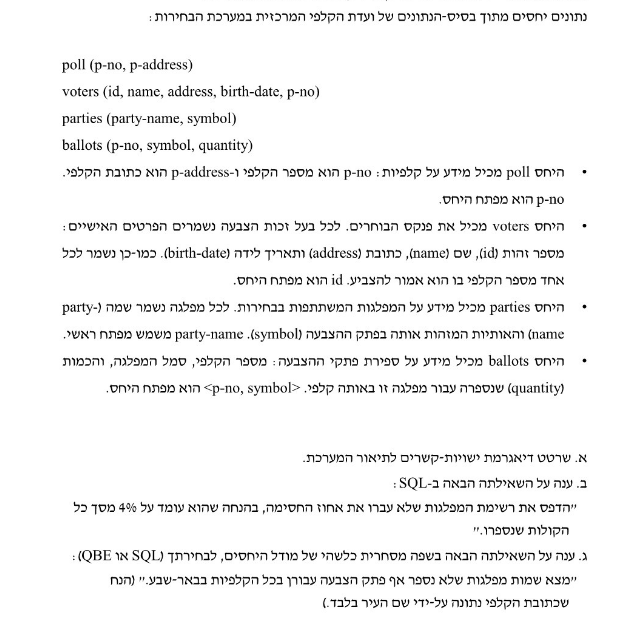 נתונים יחסים מתוך בסיס-הנתונים של ועדת הקלפי המרכזית במערכת הבחירות :
poll (p-no, p-address)
voters (id, name, address, birth-date, p-no)
parties (party-name, symbol)
ballots (p-no, symbol, quantity)
• היחס poll מכיל מידע על קלפיות : p-no הוא מספר הקלפי ו-p-address הוא כתובת הקלפי.
p-no הוא מפתח היחס.
• היחס voters מכיל את פנקס הבוחרים. לכל בעל זכות הצבעה נשמרים הפרטים האישיים :
מספר זהות (id), שם (name), כתובת (address) ותאריך לידה (birth-date). כמו-כן נשמר לכל
אחד מספר הקלפי בו הוא אמור להצביע. id הוא מפתח היחס.
• היחס parties מכיל מידע על המפלגות המשתתפות בבחירות. לכל מפלגה נשמר שמה (party-
name) והאותיות המזהות אותה בפתק ההצבעה (symbol). party-name משמש מפתח ראשי.
• היחס ballots מכיל מידע על ספירת פתקי ההצבעה : מספר הקלפי, סמל המפלגה, והכמות
(quantity) שנספרה עבור מפלגה זו באותה קלפי. <p-no, symbol> הוא מפתח היחס.
א. שרטט דיאגרמת ישויות-קשרים לתיאור המערכת.
ב. ענה על השאילתה הבאה ב-SQL :
"הדפס את רשימת המפלגות שלא עברו את אחוז החסימה, בהנחה שהוא עומד על 4% מסך כל
הקולות שנספרו."
ג. ענה על השאילתה הבאה בשפה מסחרית כלשהי של מודל היחסים, לבחירתך (SQL או QBE) :
"מצא שמות מפלגות שלא נספר אף פתק הצבעה עבורן בכל הקלפיות בבאר-שבע." (הנח
שכתובת הקלפי נתונה על-ידי שם העיר בלבד.)